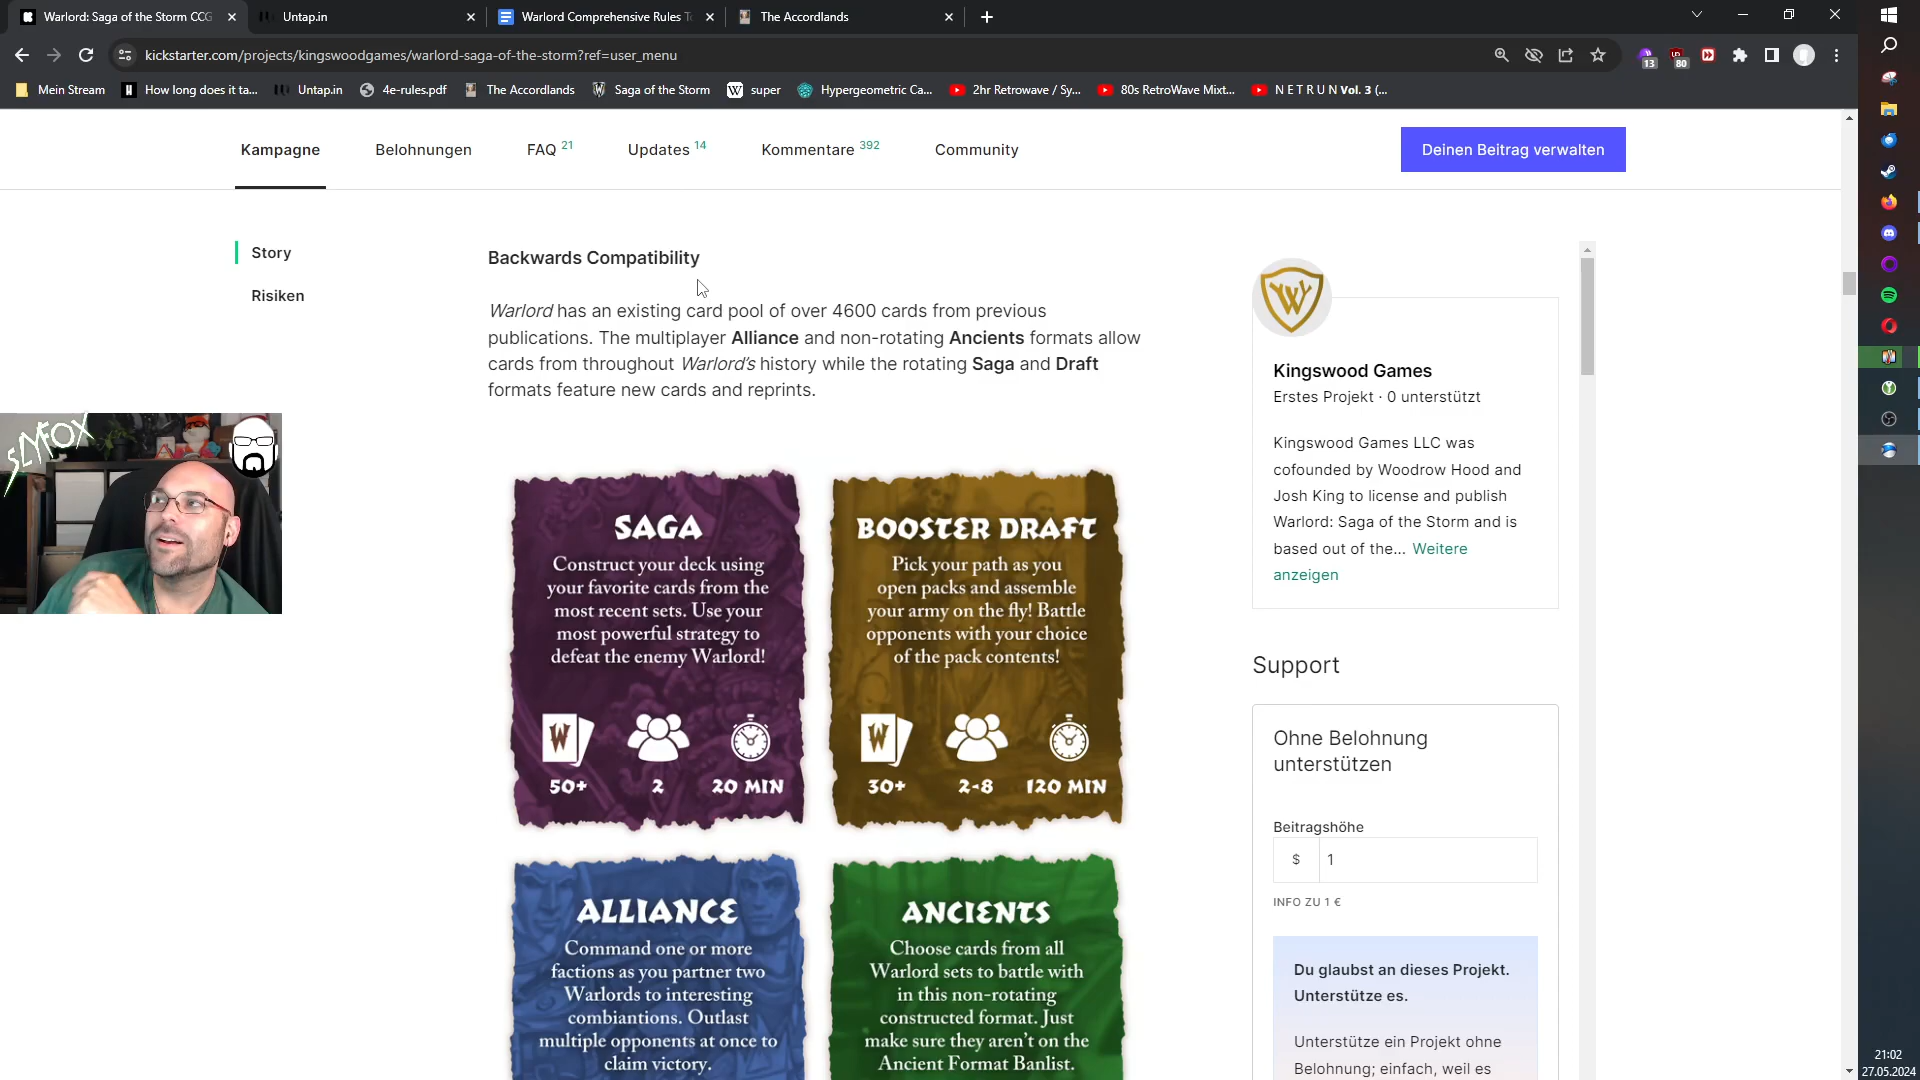 Warlord: Saga of the Storm CCG
Untap.in
Warlord Comprehensive Rules To
The Accordlands
kickstarter.com/projects/kingswoodgames/warlord-saga-of-the-storm?ref=user_menu
13
80
Mein Stream
How long does it ta...
Untap.in
4e-rules.pdf
The Accordlands
Saga of the Storm
super
Hypergeometric Ca...
2hr Retrowave / Sy...
80s RetroWave Mixt...
N E T R U N Vol. 3 (...
Kampagne
Belohnungen
FAQ 21
Updates 14
Kommentare 392
Community
Deinen Beitrag verwalten
Story
Risiken
Backwards Compatibility
Warlord has an existing card pool of over 4600 cards from previous
publications. The multiplayer Alliance and non-rotating Ancients formats allow
cards from throughout Warlord's history while the rotating Saga and Draft
formats feature new cards and reprints.
SLYFOX
SAGA
Construct your deck using
your favorite cards from the
most recent sets. Use your
most powerful strategy to
defeat the enemy Warlord!
W
50+
2
20 MIN
BOOSTER DRAFT
Pick your path as you
open packs and assemble
your army on the fly! Battle
opponents with your choice
of the pack contents!
W
30+
2-8
120 MIN
ALLIANCE
Command one or more
factions as you partner two
Warlords to interesting
combiantions. Outlast
multiple opponents at once to
claim victory.
ANCIENTS
Choose cards from all
Warlord sets to battle with
in this non-rotating
constructed format. Just
make sure they aren't on the
Ancient Format Banlist.
W
Kingswood Games
Erstes Projekt · 0 unterstützt
Kingswood Games LLC was
cofounded by Woodrow Hood and
Josh King to license and publish
Warlord: Saga of the Storm and is
based out of the... Weitere
anzeigen
Support
Ohne Belohnung
unterstützen
Beitragshöhe
$ 1
INFO ZU 1 €
Du glaubst an dieses Projekt.
Unterstütze es.
Unterstütze ein Projekt ohne
Belohnung; einfach, weil es
21:02
27.05.2024